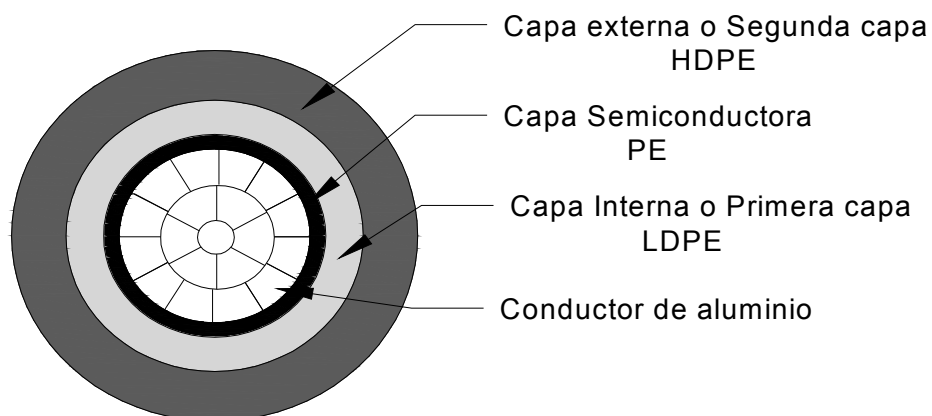 Capa externa o Segunda capa
HDPE
Capa Semiconductora
PE
Capa Interna o Primera capa
LDPE
Conductor de aluminio